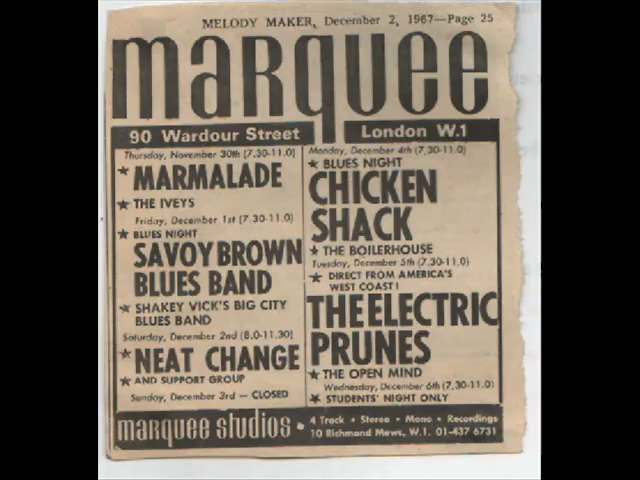 MELODY MAKER, December 2, 1967—Page 25
marquee
90 Wardour Street London W.1
Thursday, November 30th (7.30-11.0)
★ MARMALADE
★ THE IVEYS
Friday, December 1st (7.30-11.0)
★ BLUES NIGHT
SAVOY BROWN
BLUES BAND
★ SHAKEY VICK'S BIG CITY
BLUES BAND
Saturday, December 2nd (8.0-11.30)
★ NEAT CHANGE
★ AND SUPPORT GROUP
Sunday, December 3rd — CLOSED
Monday, December 4th (7.30-11.0)
★ BLUES NIGHT
CHICKEN
SHACK
★ THE BOILERHOUSE
Tuesday, December 5th (7.30-11.0)
★ DIRECT FROM AMERICA'S
WEST COAST!
THE ELECTRIC
PRUNES
★ THE OPEN MIND
Wednesday, December 6th (7.30-11.0)
★ STUDENTS' NIGHT ONLY
marquee studios • 4 Track • Stereo • Mono • Recordings
10 Richmond Mews, W.1. 01-437 6731